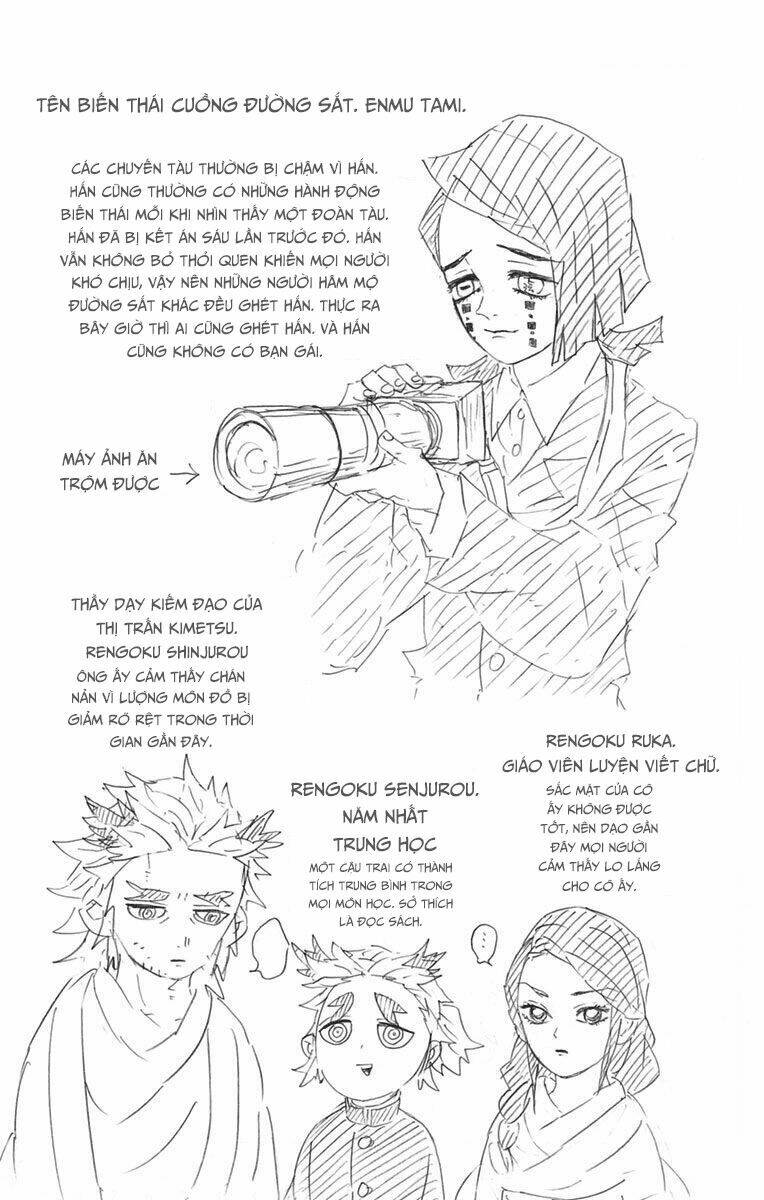 TÊN BIẾN THÁI CUỒNG ĐƯỜNG SẮT. ENMU TAMI.
CÁC CHUYẾN TÀU THƯỜNG BỊ CHẬM VÌ HẮN.
HẮN CŨNG THƯỜNG CÓ NHỮNG HÀNH ĐỘNG
BIẾN THÁI MỖI KHI NHÌN THẤY MỘT ĐOÀN TÀU.
HẮN ĐÃ BỊ KẾT ÁN SÁU LẦN TRƯỚC ĐÓ. HẮN
VẪN KHÔNG BỎ THÓI QUEN KHIẾN MỌI NGƯỜI
KHÓ CHỊU, VẬY NÊN NHỮNG NGƯỜI HÂM MỘ
ĐƯỜNG SẮT KHÁC ĐỀU GHÉT HẮN. THỰC RA
BÂY GIỜ THÌ AI CŨNG GHÉT HẮN. VÀ HẮN
CŨNG KHÔNG CÓ BẠN GÁI.
MÁY ẢNH ĂN
TRỘM ĐƯỢC
THẦY DẠY KIẾM ĐẠO CỦA
THỊ TRẤN KIMETSU.
RENGOKU SHINJUROU
ÔNG ẤY CẢM THẤY CHÁN
NẢN VÌ LƯỢNG MÔN ĐỒ BỊ
GIẢM RÕ RỆT TRONG THỜI
GIAN GẦN ĐÂY.
RENGOKU SENJUROU.
NĂM NHẤT
TRUNG HỌC
MỘT CẬU TRAI CÓ THÀNH
TÍCH TRUNG BÌNH TRONG
MỌI MÔN HỌC. SỞ THÍCH
LÀ ĐỌC SÁCH.
RENGOKU RUKA.
GIÁO VIÊN LUYỆN VIẾT CHỮ.
SẮC MẶT CỦA CÔ
ẤY KHÔNG ĐƯỢC
TỐT, NÊN DẠO GẦN
ĐÂY MỌI NGƯỜI
CẢM THẤY LO LẮNG
CHO CÔ ẤY.
...